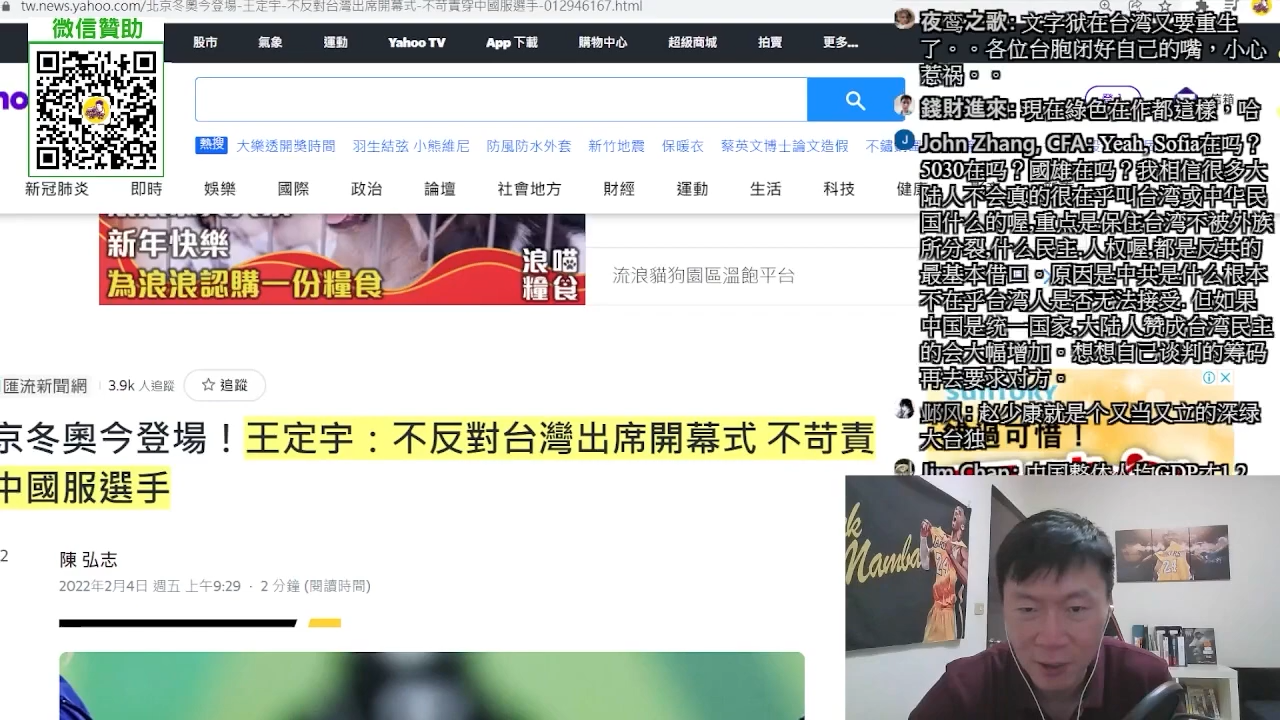 tw.news.yahoo.com/北京冬奧今登場-王定宇-不反對台灣出席開幕式-不苛責穿中國服選手-012946167.html
微信贊助
股市 氣象 運動 Yahoo TV App 下載 購物中心 超級商城 拍賣 更多...
熱搜 大樂透開獎時間 羽生結弦 小熊維尼 防風防水外套 新竹地震 保暖衣 蔡英文博士論文造假
新冠肺炎 即時 娛樂 國際 政治 論壇 社會地方 財經 運動 生活 科技
新年快樂
為浪浪認購一份糧食
浪喵
糧食
流浪貓狗園區溫飽平台
匯流新聞網 3.9k 人追蹤 追蹤
京冬奧今登場！王定宇：不反對台灣出席開幕式 不苛責
中國服選手
陳 弘志
2022年2月4日 週五 上午9:29 · 2 分鐘 (閱讀時間)
夜鸾之歌: 文字狱在台湾又要重生
了。。各位台胞闭好自己的嘴，小心
惹祸。。
錢財進來: 現在綠色在作都這樣，哈
John Zhang, CFA: Yeah, Sofia在吗？
5030在吗？國雄在吗？我相信很多大
陆人不会真的很在乎叫台湾或中华民
国什么的喔,重点是保住台湾不被外族
所分裂,什么民主,人权喔,都是反共的
最基本借口。原因是中共是什么根本
不在乎台湾人是否无法接受. 但如果
中国是统一国家,大陆人赞成台湾民主
的会大幅增加。想想自己谈判的筹码
再去要求对方。
邺风: 赵少康就是个又当又立的深绿
大台独
Jim Chan: 中国整体人均GDP才1.2
SUNTORY
過可惜！
Mamba
24